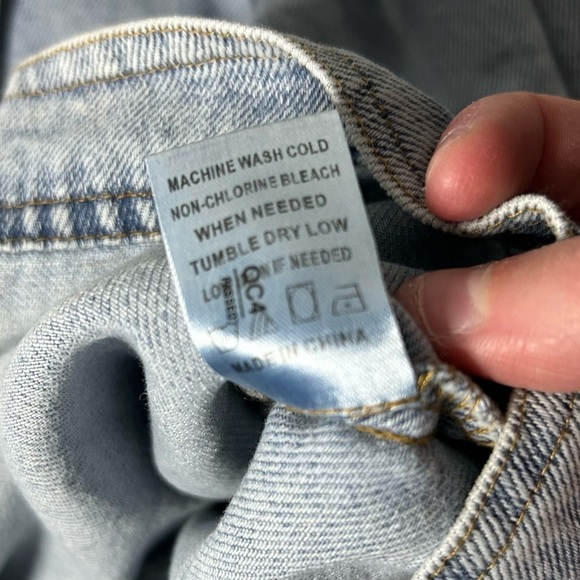 MACHINE WASH COLD
NON-CHLORINE BLEACH
WHEN NEEDED
TUMBLE DRY LOW
IF NEEDED
QC4
MADE IN CHINA